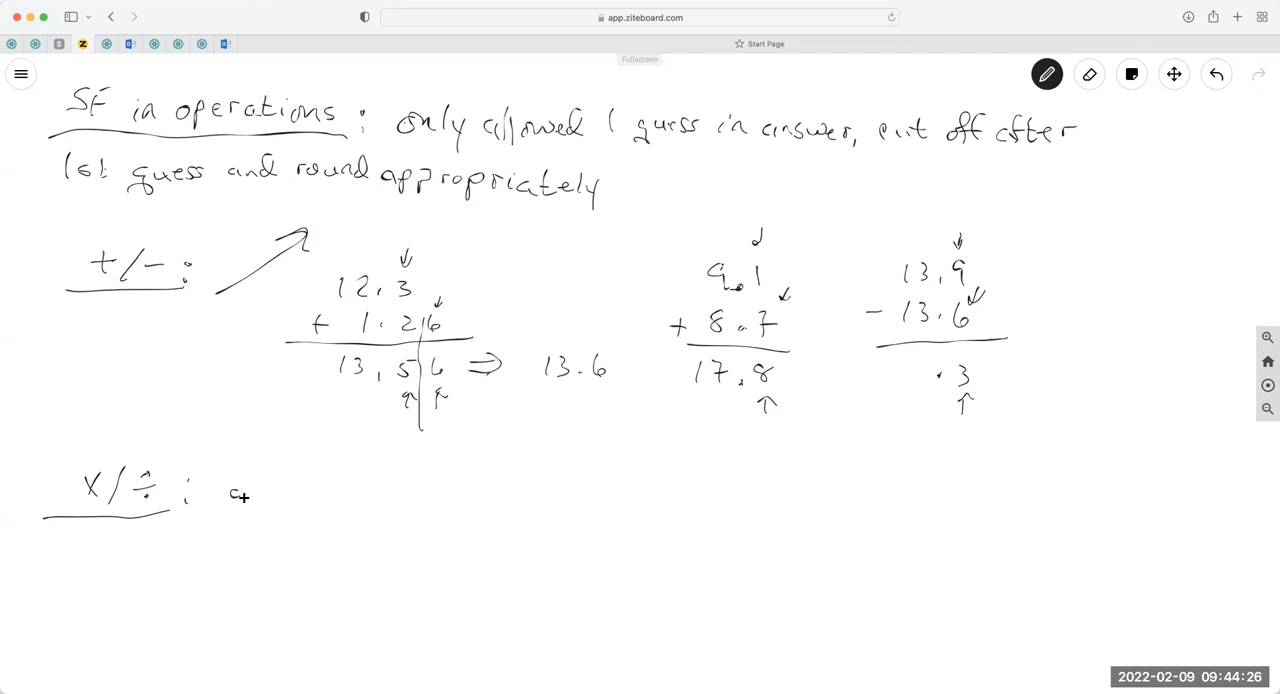 app.ziteboard.com
Start Page
Fullscreen
SF in operations : only allowed 1 guess in answer, cut off after
1st guess and round appropriately
+/- :
12.3
+ 1.26
13.56 ⇒ 13.6
9.1
+ 8.7
17.8
13.9
- 13.6
.3
x/÷ :
2022-02-09 09:44:26